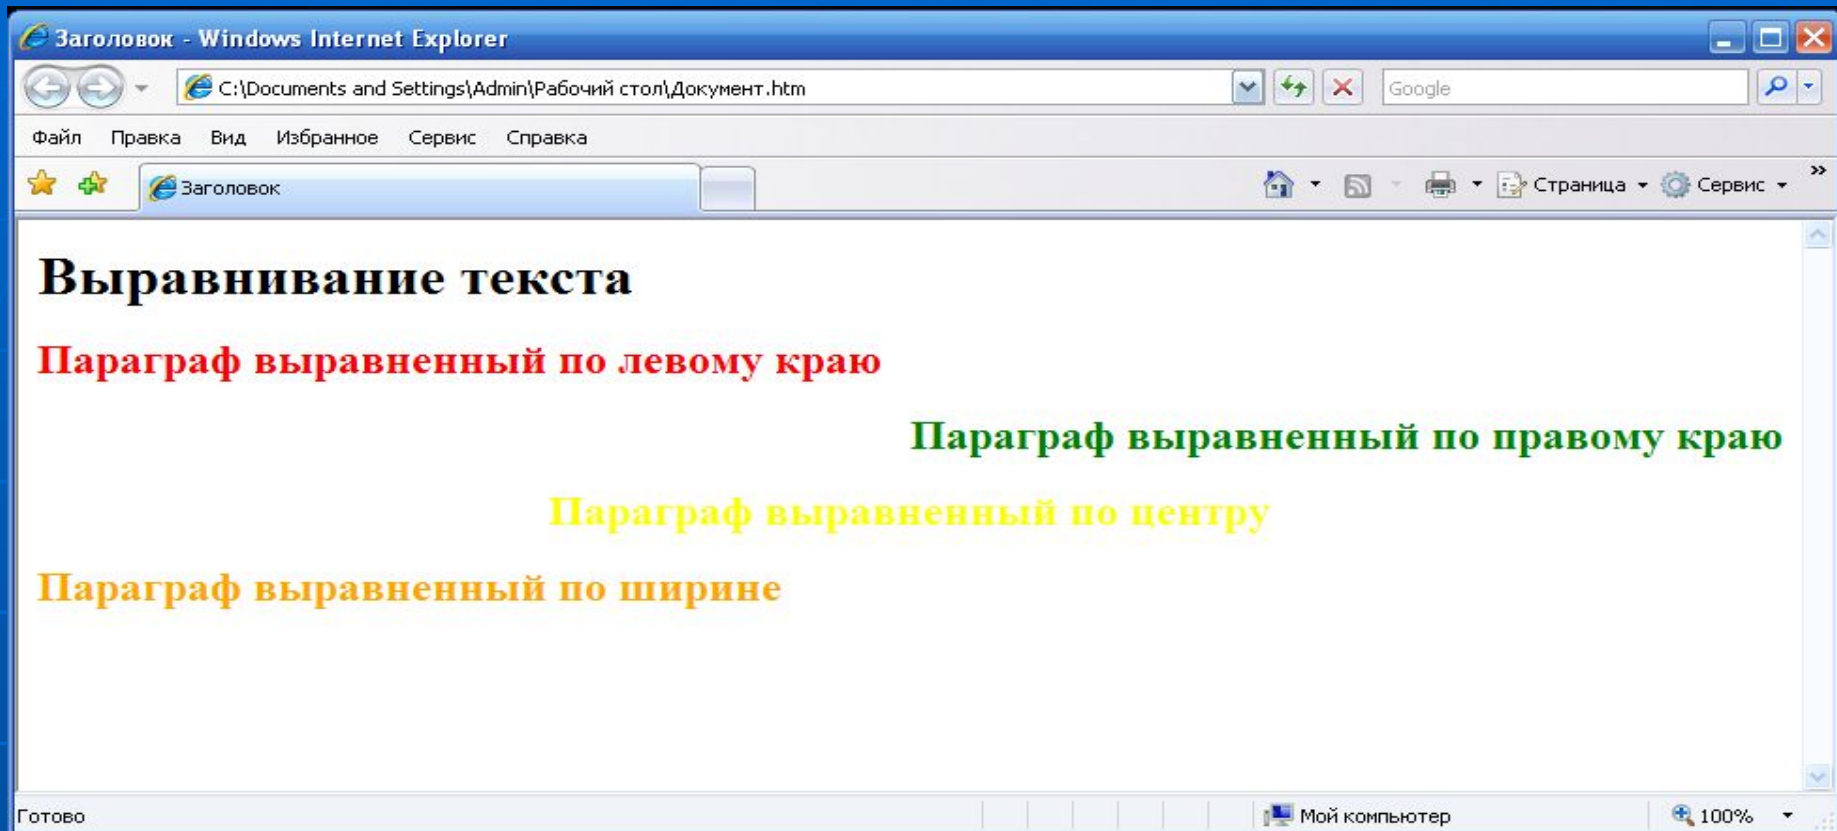 Заголовок - Windows Internet Explorer
C:\Documents and Settings\Admin\Рабочий стол\Документ.htm
Google
Файл Правка Вид Избранное Сервис Справка
Заголовок
Страница
Сервис
»
Выравнивание текста
Параграф выравненный по левому краю
Параграф выравненный по правому краю
Параграф выравненный по центру
Параграф выравненный по ширине
Готово
Мой компьютер
100%